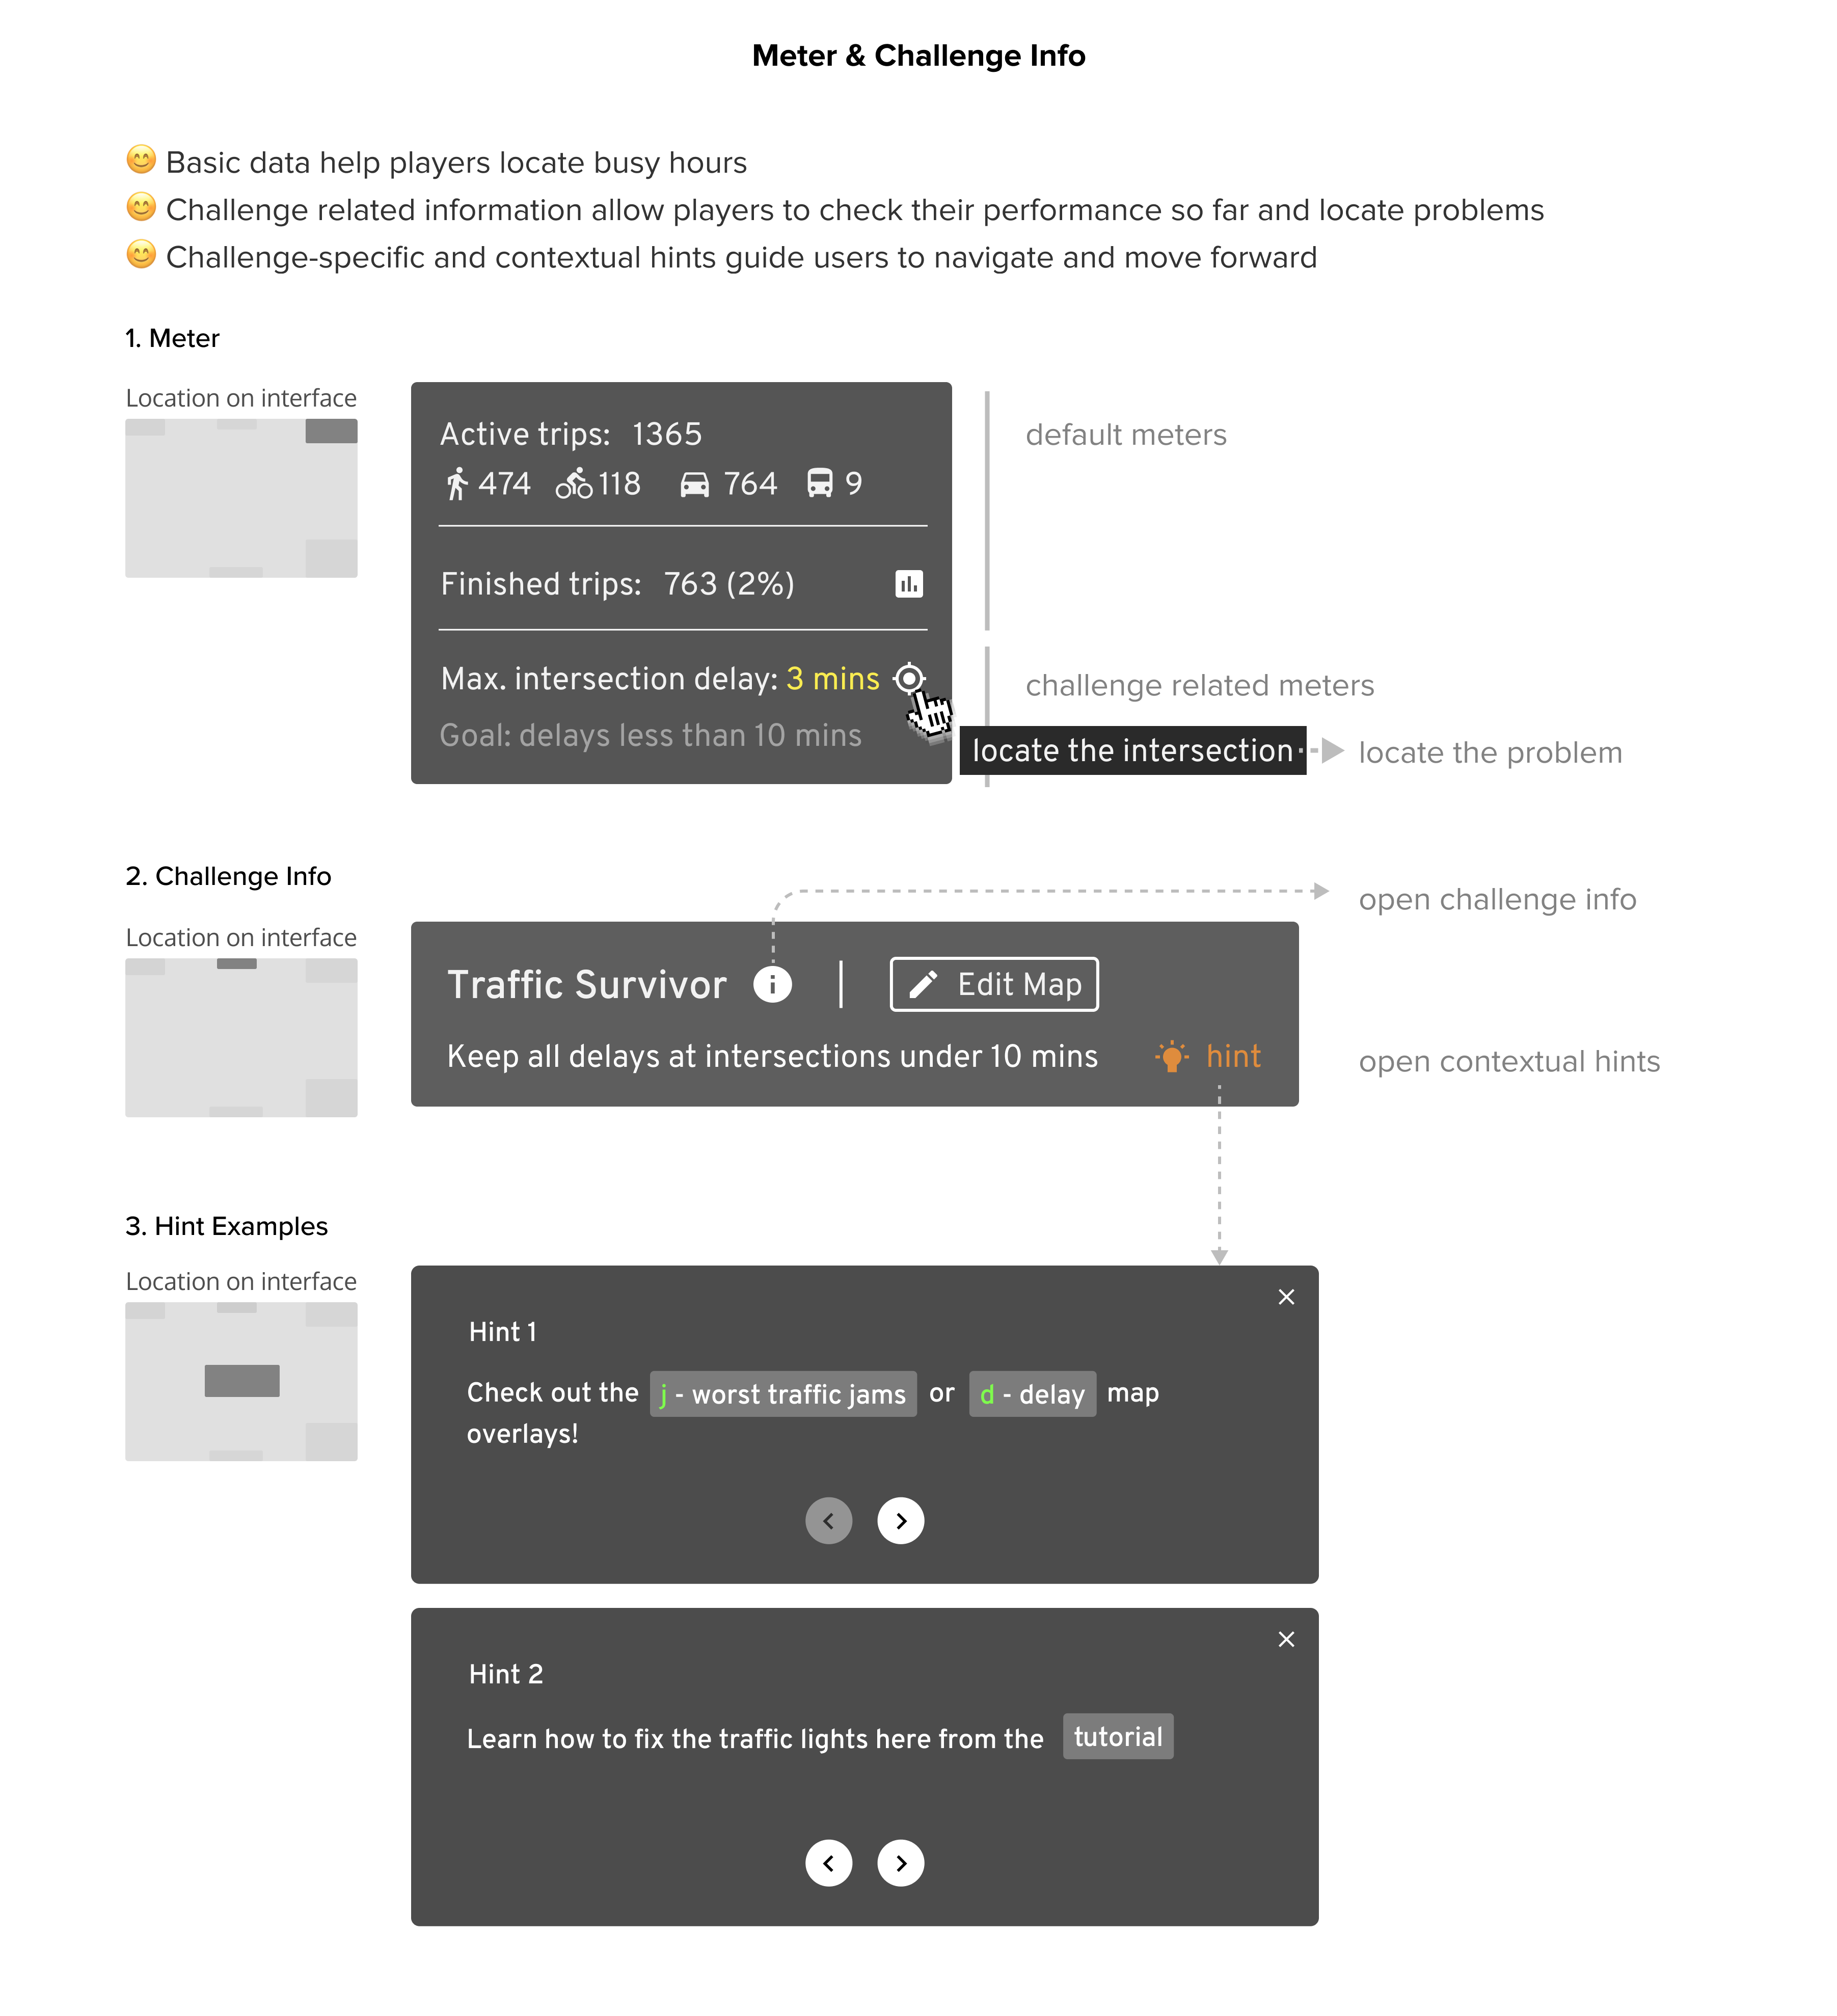 Meter & Challenge Info
😊 Basic data help players locate busy hours
😊 Challenge related information allow players to check their performance so far and locate problems
😊 Challenge-specific and contextual hints guide users to navigate and move forward
1. Meter
Location on interface
Active trips: 1365
474 118 764 9
Finished trips: 763 (2%)
Max. intersection delay: 3 mins
Goal: delays less than 10 mins
default meters
challenge related meters
locate the intersection
locate the problem
2. Challenge Info
Location on interface
Traffic Survivor i | Edit Map
Keep all delays at intersections under 10 mins hint
open challenge info
open contextual hints
3. Hint Examples
Location on interface
Hint 1
Check out the j - worst traffic jams or d - delay map
overlays!
Hint 2
Learn how to fix the traffic lights here from the tutorial